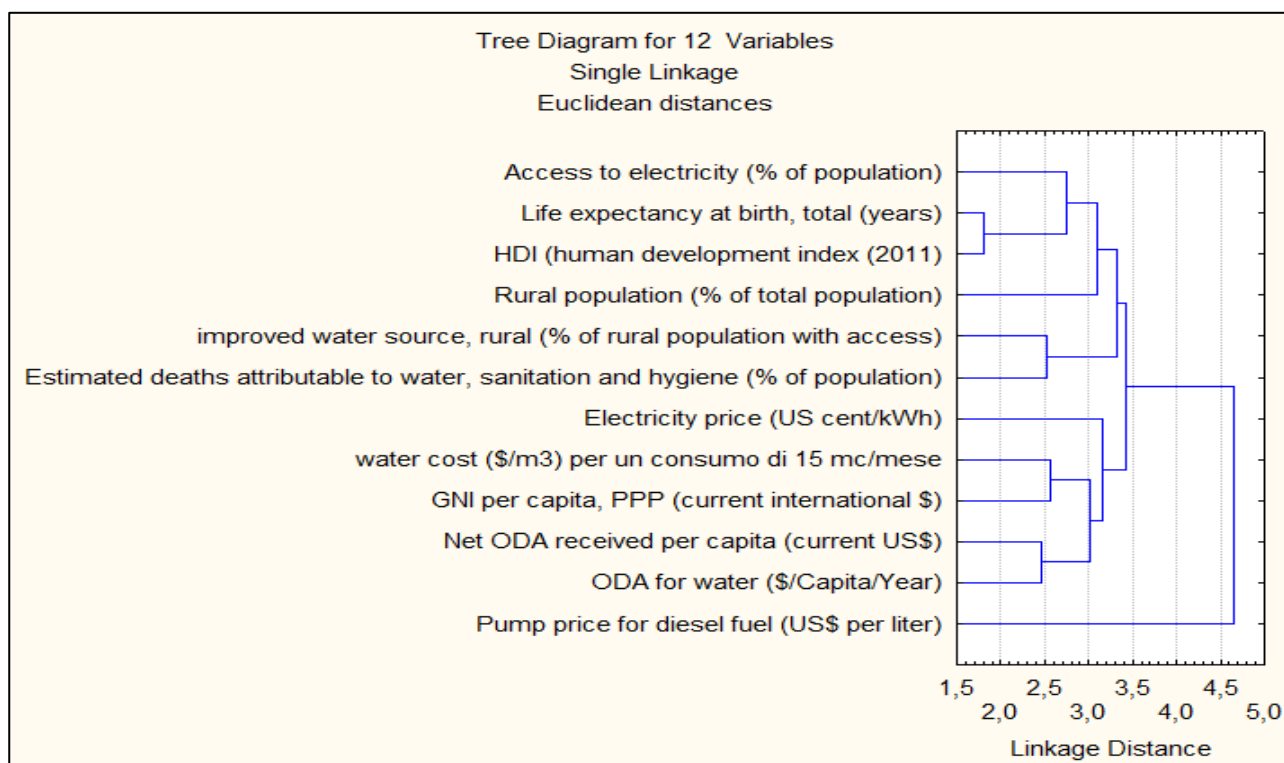 Tree Diagram for 12 Variables
Single Linkage
Euclidean distances
Access to electricity (% of population)
Life expectancy at birth, total (years)
HDI (human development index (2011)
Rural population (% of total population)
improved water source, rural (% of rural population with access)
Estimated deaths attributable to water, sanitation and hygiene (% of population)
Electricity price (US cent/kWh)
water cost ($/m3) per un consumo di 15 mc/mese
GNI per capita, PPP (current international $)
Net ODA received per capita (current US$)
ODA for water ($/Capita/Year)
Pump price for diesel fuel (US$ per liter)
1,5 2,5 3,5 4,5
2,0 3,0 4,0 5,0
Linkage Distance